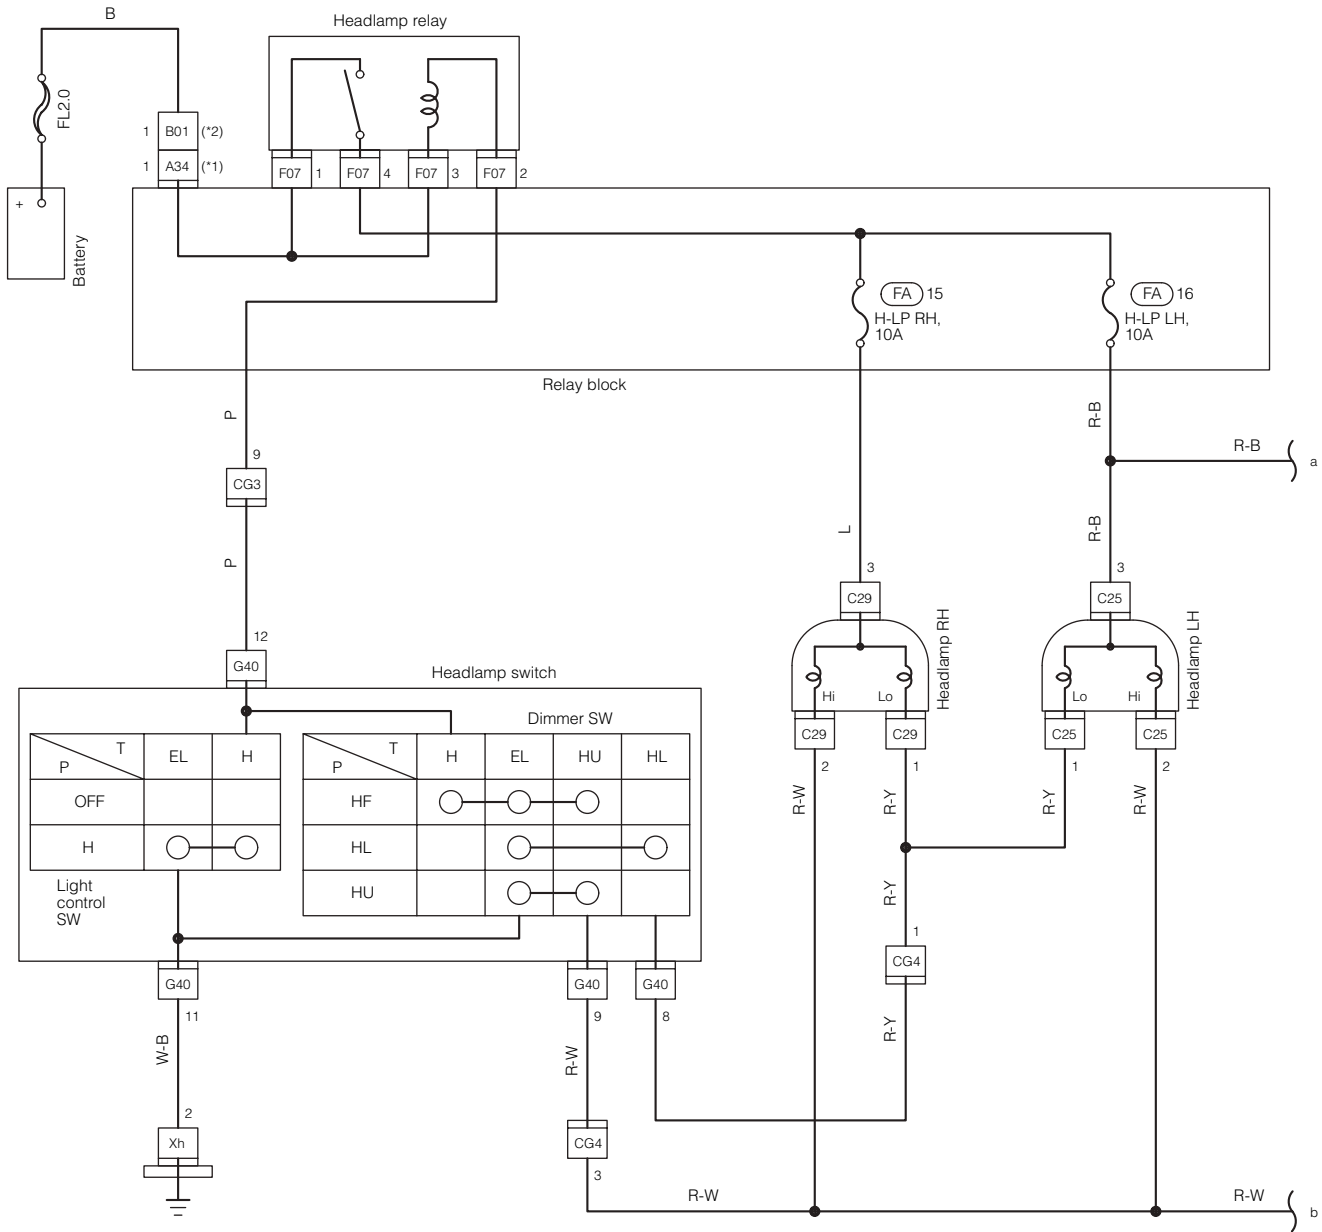 B
Headlamp relay
FL2.0
1 B01 (*2)
1 A34 (*1)
F07 1
F07 4
F07 3
F07 2
+
Battery
FA 15
H-LP RH,
10A
FA 16
H-LP LH,
10A
Relay block
P
R-B
R-B
a
9
CG3
L
R-B
P
3
C29
3
C25
12
G40
Headlamp RH
Headlamp LH
Headlamp switch
Hi
Lo
Lo
Hi
Dimmer SW
T
P
EL
H
T
P
H
EL
HU
HL
C29
C29
C25
C25
2
1
1
2
OFF
HF
R-W
R-Y
R-Y
R-W
H
HL
Light
control
SW
HU
R-Y
1
CG4
G40
G40
G40
11
9
8
W-B
R-W
R-Y
2
Xh
CG4
3
R-W
R-W
b